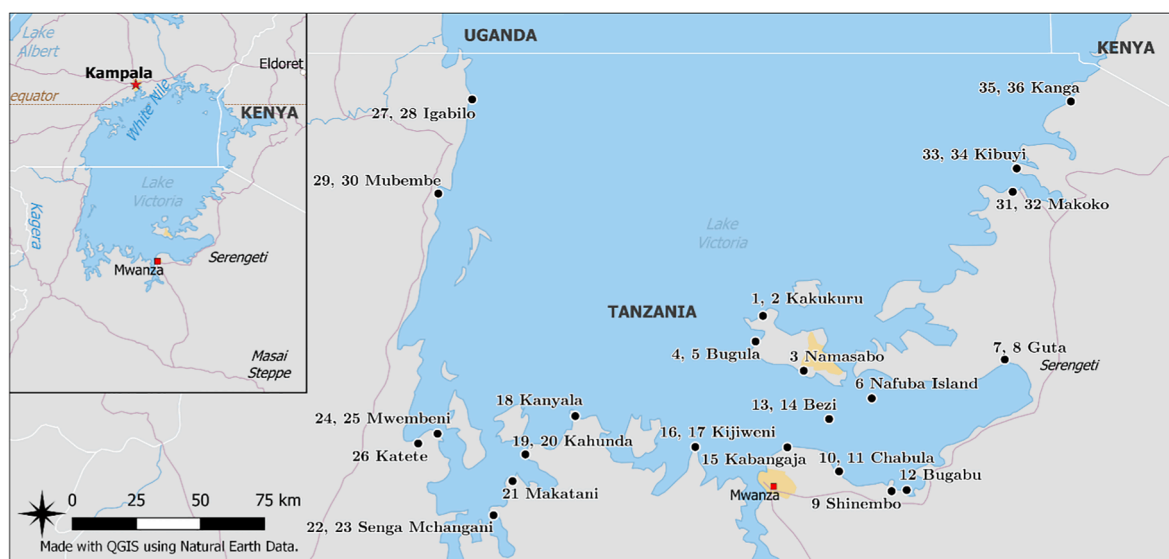 Lake
Albert
Kampala
Eldoret
equator
White Nile
KENYA
Lake
Victoria
Kagera
Serengeti
Mwanza
Masai
Steppe
0 25 50 75 km
Made with QGIS using Natural Earth Data.
UGANDA
KENYA
35, 36 Kanga
27, 28 Igabilo
33, 34 Kibuyi
29, 30 Mubembe
31, 32 Makoko
Lake
Victoria
1, 2 Kakukuru
TANZANIA
4, 5 Bugula
3 Namasabo
7, 8 Guta
Serengeti
6 Nafuba Island
18 Kanyala
13, 14 Bezi
24, 25 Mwembeni
19, 20 Kahunda
16, 17 Kijiweni
26 Katete
15 Kabangaja
10, 11 Chabula
12 Bugabu
21 Makatani
Mwanza
9 Shinembo
22, 23 Senga Mchangani